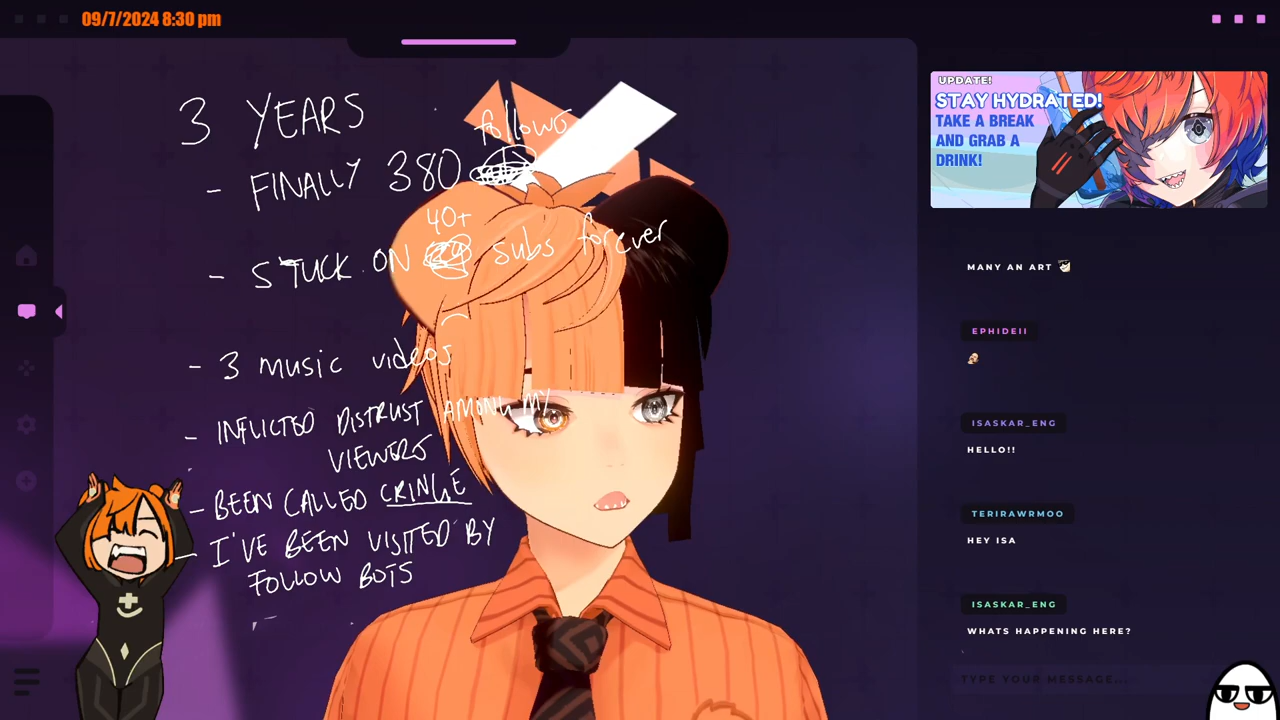 09/7/2024 8:30 pm
3 YEARS
follows
- FINALLY 380
40+
- STUCK ON subs forever
- 3 music videos
- INFLICTED DISTRUST AMONG MY
VIEWERS
- BEEN CALLED CRINGE
- I'VE BEEN VISITED BY
FOLLOW BOTS
UPDATE!
STAY HYDRATED!
TAKE A BREAK
AND GRAB A
DRINK!
MANY AN ART
EPHIDEII
ISASKAR_ENG
HELLO!!
TERIRAWRMOO
HEY ISA
ISASKAR_ENG
WHATS HAPPENING HERE?
TYPE YOUR MESSAGE...